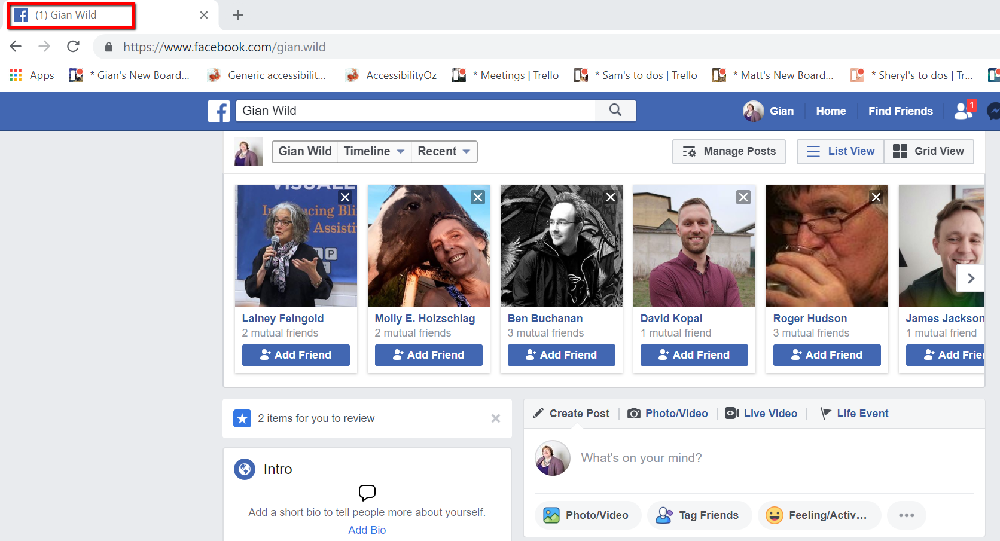 (1) Gian Wild
https://www.facebook.com/gian.wild
Apps
* Gian's New Board...
Generic accessibilit...
AccessibilityOz
* Meetings | Trello
* Sam's to dos | Trello
* Matt's New Board...
* Sheryl's to dos | Tr...
Gian Wild
Gian
Home
Find Friends
1
Gian Wild
Timeline
Recent
Manage Posts
List View
Grid View
Assisti
P
Lainey Feingold
2 mutual friends
Add Friend
Molly E. Holzschlag
2 mutual friends
Add Friend
Ben Buchanan
3 mutual friends
Add Friend
David Kopal
1 mutual friend
Add Friend
Roger Hudson
3 mutual friends
Add Friend
James Jackson
1 mutual friend
Add Frie
2 items for you to review
Create Post
Photo/Video
Live Video
Life Event
What's on your mind?
Intro
Add a short bio to tell people more about yourself.
Add Bio
Photo/Video
Tag Friends
Feeling/Activ...